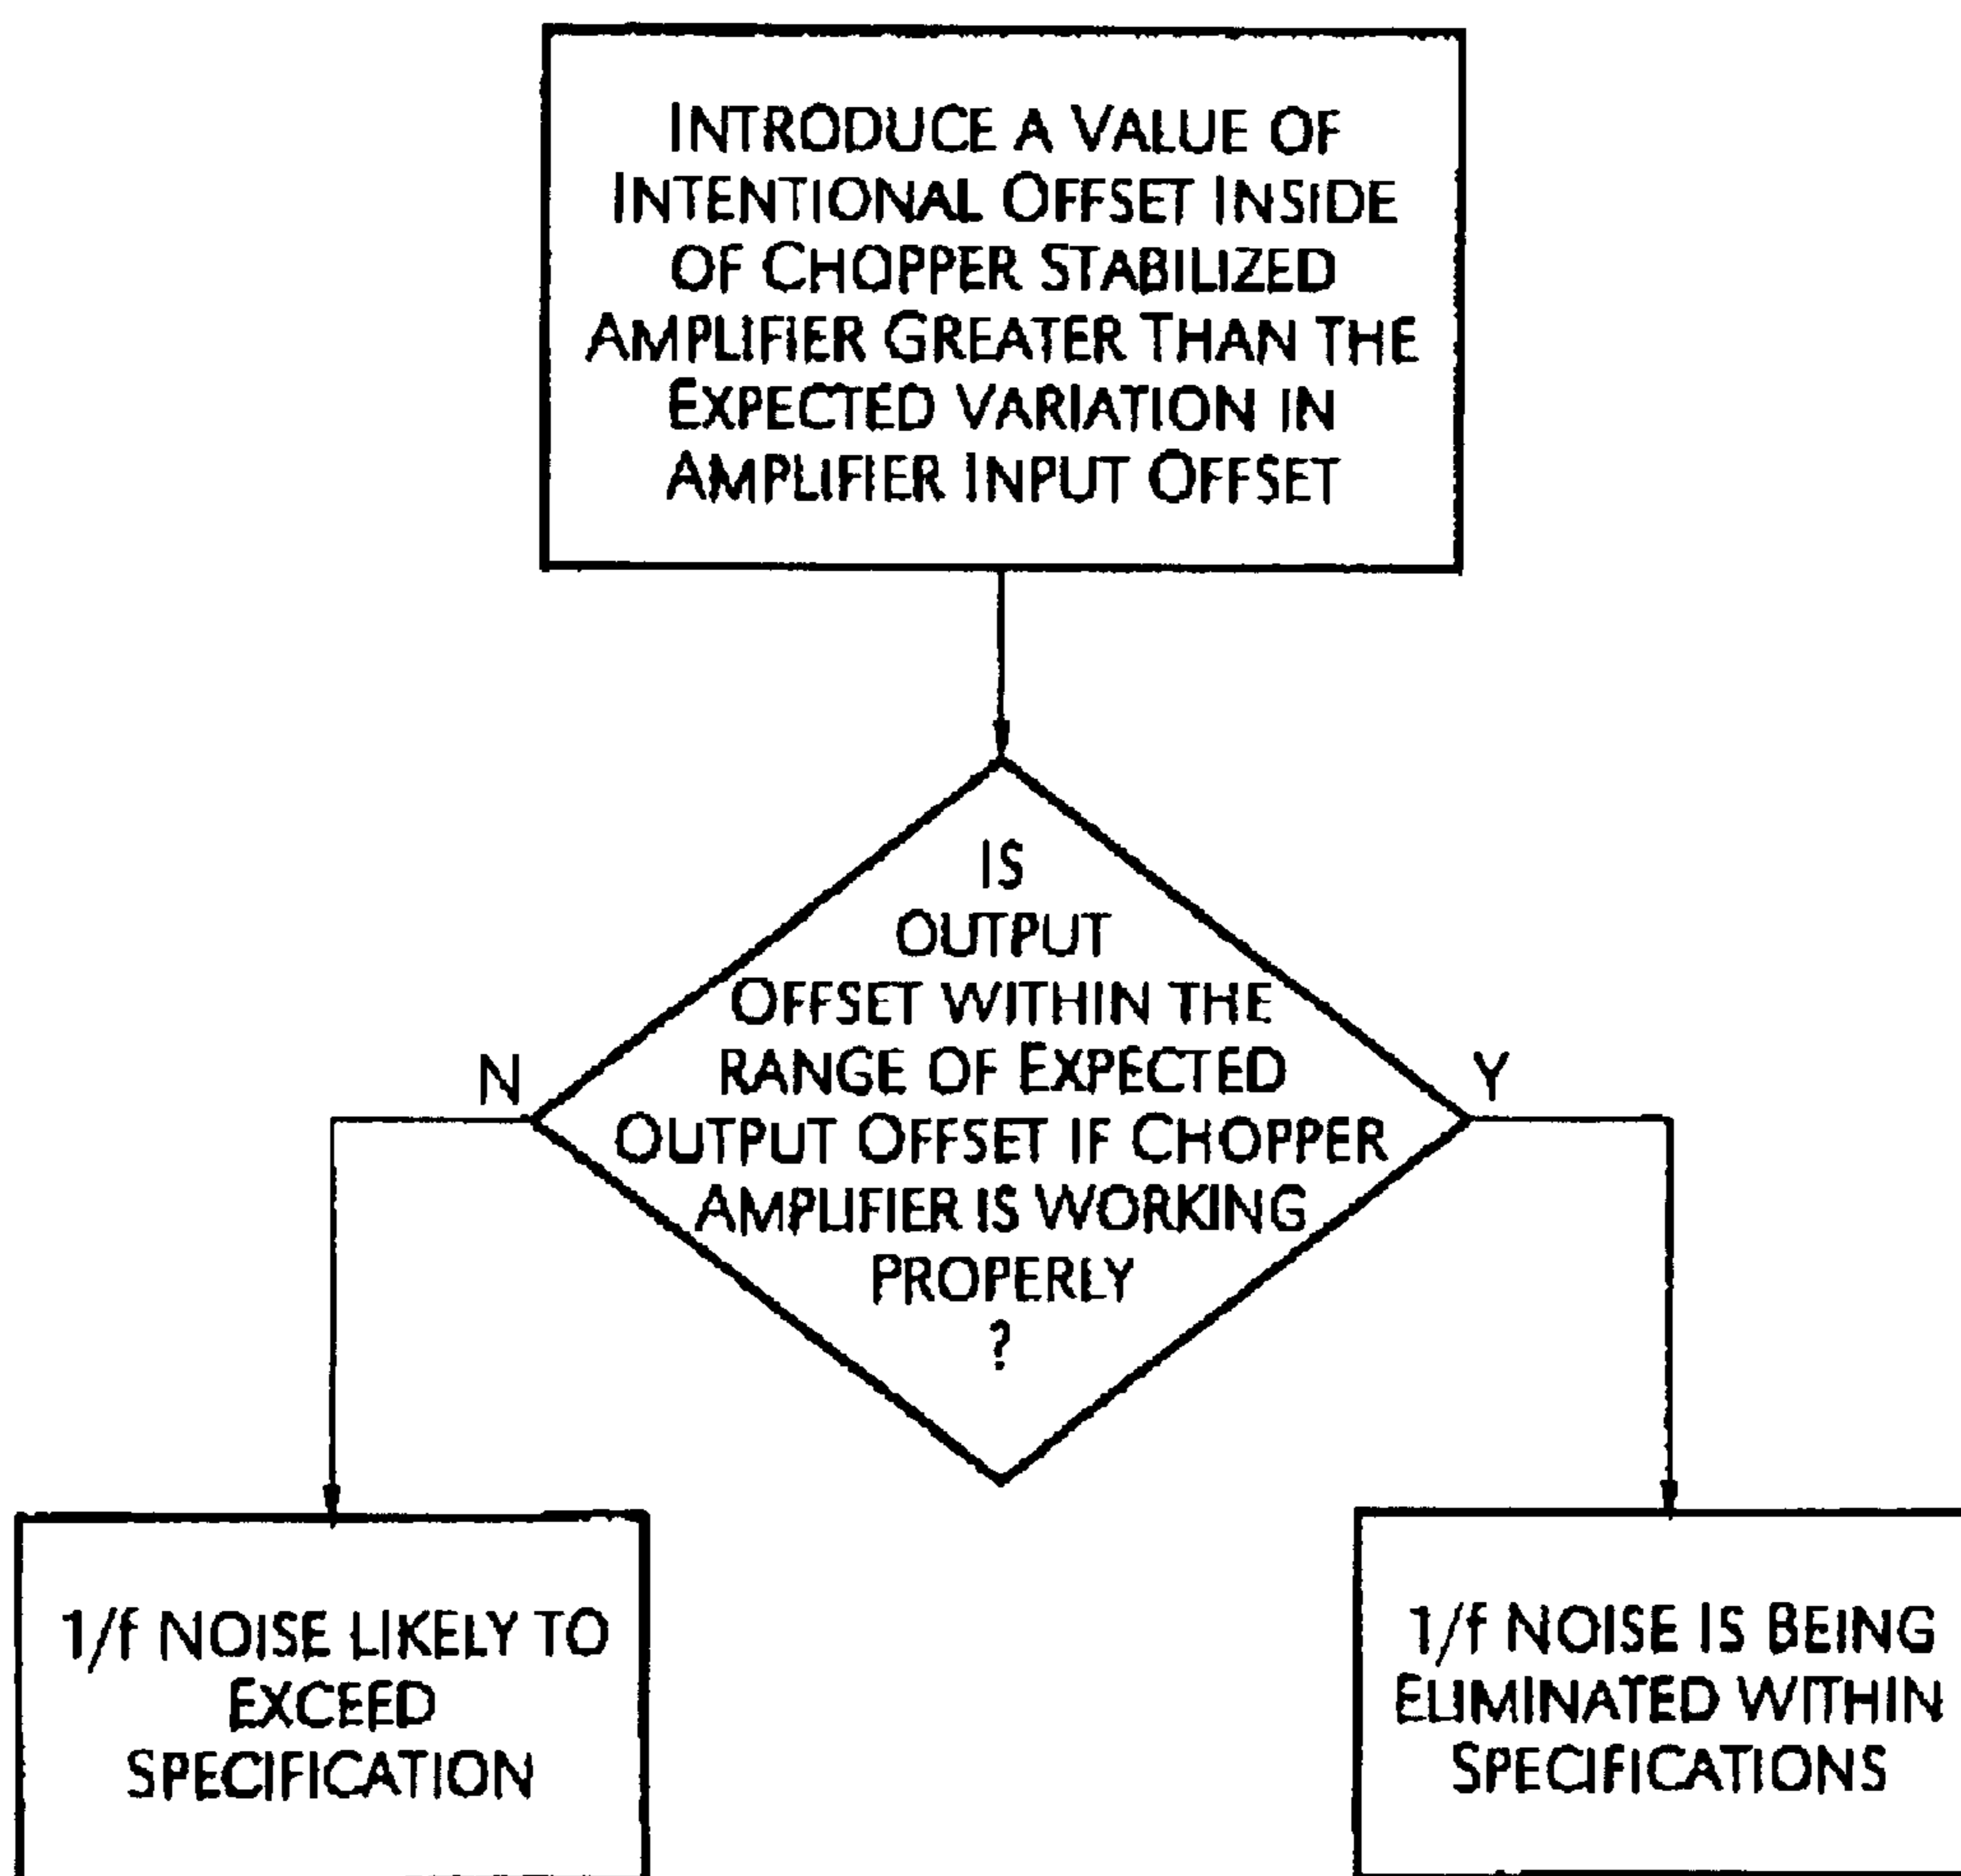 INTRODUCE A VALUE OF
INTENTIONAL OFFSET INSIDE
OF CHOPPER STABILIZED
AMPLIFIER GREATER THAN THE
EXPECTED VARIATION IN
AMPLIFIER INPUT OFFSET
IS
OUTPUT
OFFSET WITHIN THE
RANGE OF EXPECTED
OUTPUT OFFSET IF CHOPPER
AMPLIFIER IS WORKING
PROPERLY
?
N
Y
1/f NOISE LIKELY TO
EXCEED
SPECIFICATION
1/f NOISE IS BEING
ELIMINATED WITHIN
SPECIFICATIONS